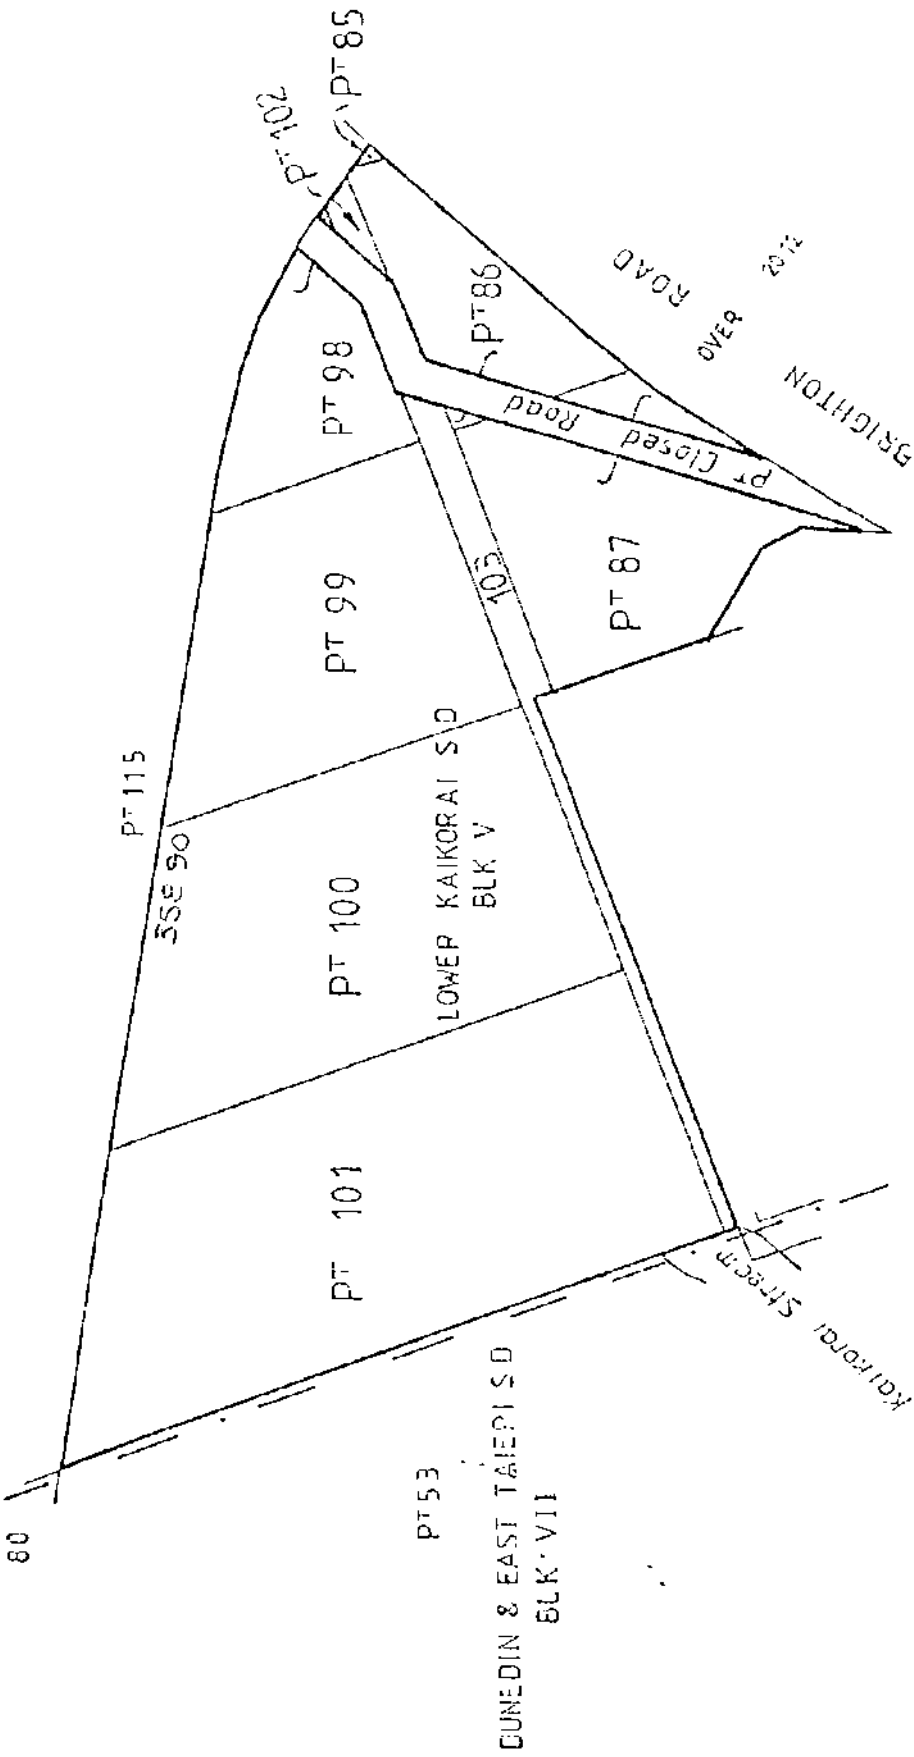 80
PT 53
DUNEDIN & EAST TAIERI S D
BLK. VII
Kaikorai Stream
PT 101
PT 100
LOWER KAIKORAI S D
BLK V
PT 115
358 90
PT 99
103
PT 87
PT 98
PT Closed Road
PT 86
PT 102
PT 85
BRIGHTON ROAD
OVER 2012